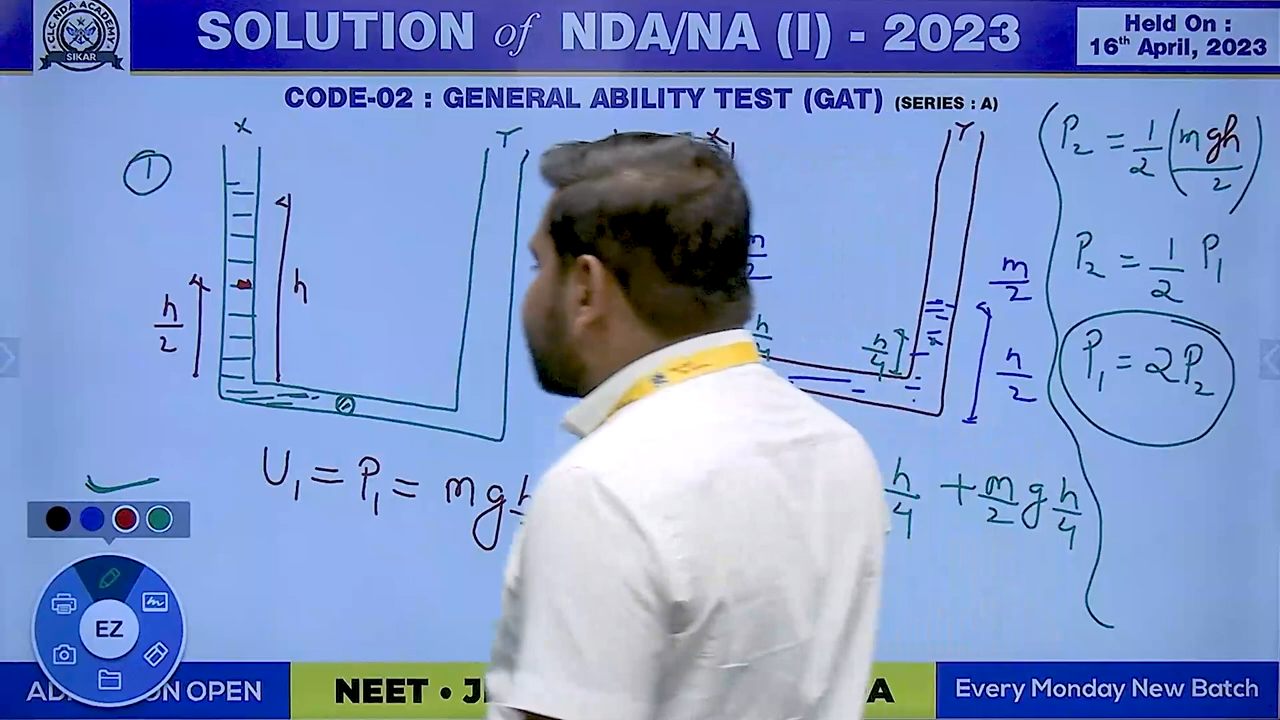 CLC NDA ACADEMY
SIKAR
SOLUTION of NDA/NA (I) - 2023
Held On :
16th April, 2023
CODE-02 : GENERAL ABILITY TEST (GAT) (SERIES : A)
1
X
Y
X
Y
h
h/2
h/4
h/4
m/2
m/2
h/2
P₂ = 1/2 (mgh/2)
P₂ = 1/2 P₁
P₁ = 2P₂
U₁ = P₁ = mg
h/4 + m/2 g h/4
EZ
ON OPEN
NEET •
A
Every Monday New Batch